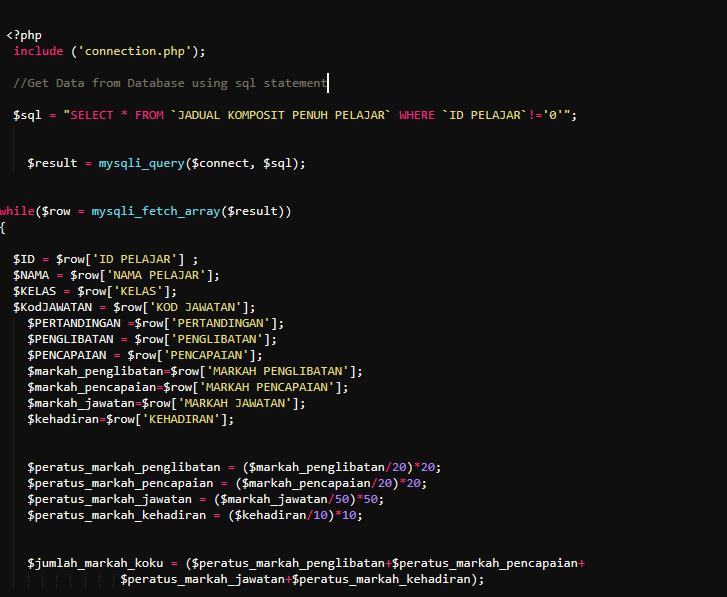 <?php
include ('connection.php');
//Get Data from Database using sql statement
$sql = "SELECT * FROM `JADUAL KOMPOSIT PENUH PELAJAR` WHERE `ID PELAJAR`!='0'";
$result = mysqli_query($connect, $sql);
while($row = mysqli_fetch_array($result))
{
$ID = $row['ID PELAJAR'] ;
$NAMA = $row['NAMA PELAJAR'];
$KELAS = $row['KELAS'];
$KodJAWATAN = $row['KOD JAWATAN'];
$PERTANDINGAN =$row['PERTANDINGAN'];
$PENGLIBATAN = $row['PENGLIBATAN'];
$PENCAPAIAN = $row['PENCAPAIAN'];
$markah_penglibatan=$row['MARKAH PENGLIBATAN'];
$markah_pencapaian=$row['MARKAH PENCAPAIAN'];
$markah_jawatan=$row['MARKAH JAWATAN'];
$kehadiran=$row['KEHADIRAN'];
$peratus_markah_penglibatan = ($markah_penglibatan/20)*20;
$peratus_markah_pencapaian = ($markah_pencapaian/20)*20;
$peratus_markah_jawatan = ($markah_jawatan/50)*50;
$peratus_markah_kehadiran = ($kehadiran/10)*10;
$jumlah_markah_koku = ($peratus_markah_penglibatan+$peratus_markah_pencapaian+
$peratus_markah_jawatan+$peratus_markah_kehadiran);